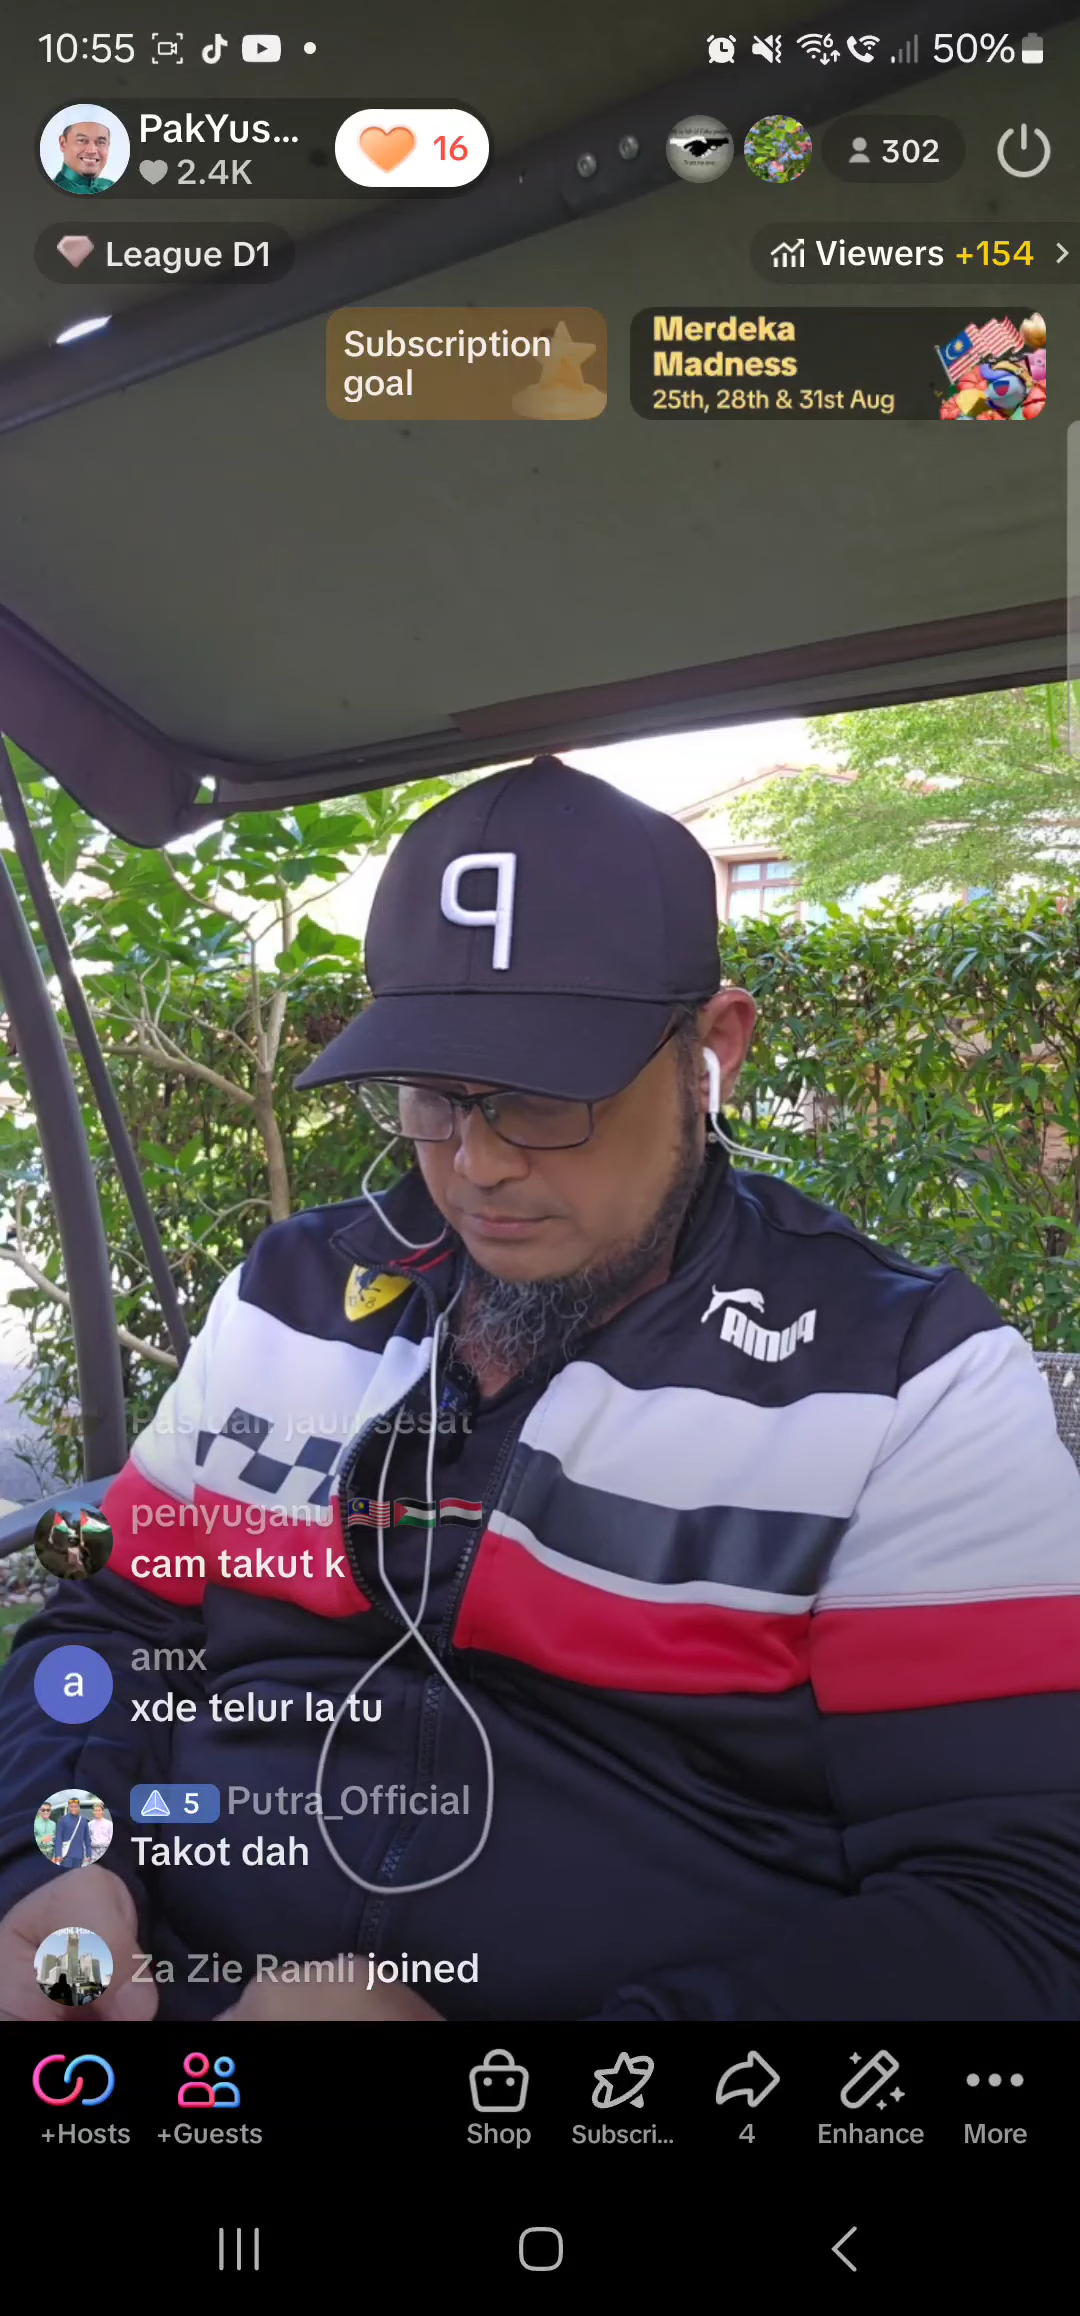 10:55
50%
PakYus...
2.4K
16
302
League D1
Viewers +154 >
Subscription
goal
Merdeka
Madness
25th, 28th & 31st Aug
P
PUMA
Pas dah jauh sesat
penyuganu 🇲🇾🇵🇸🇾🇪
cam takut k
a
amx
xde telur la tu
5 Putra_Official
Takot dah
Za Zie Ramli joined
+Hosts
+Guests
Shop
Subscri...
4
Enhance
More